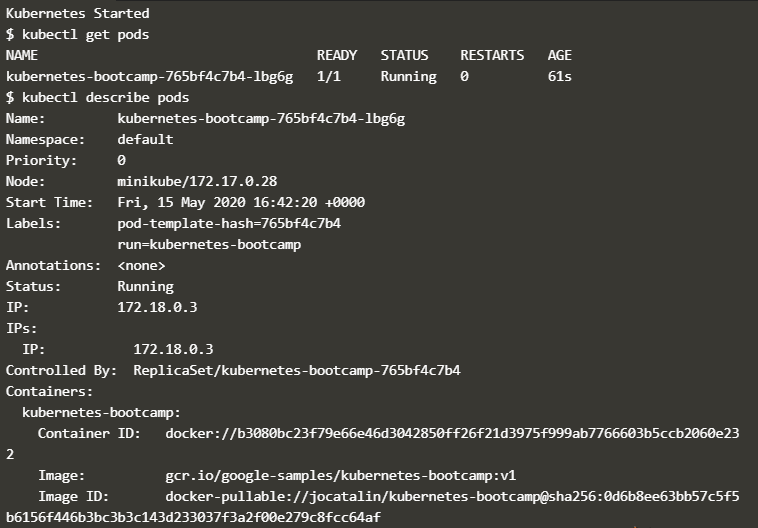 Kubernetes Started
$ kubectl get pods
NAME                                   READY   STATUS    RESTARTS   AGE
kubernetes-bootcamp-765bf4c7b4-lbg6g   1/1     Running   0          61s
$ kubectl describe pods
Name:         kubernetes-bootcamp-765bf4c7b4-lbg6g
Namespace:    default
Priority:     0
Node:         minikube/172.17.0.28
Start Time:   Fri, 15 May 2020 16:42:20 +0000
Labels:       pod-template-hash=765bf4c7b4
              run=kubernetes-bootcamp
Annotations:  <none>
Status:       Running
IP:           172.18.0.3
IPs:
  IP:           172.18.0.3
Controlled By:  ReplicaSet/kubernetes-bootcamp-765bf4c7b4
Containers:
  kubernetes-bootcamp:
    Container ID:   docker://b3080bc23f79e66e46d3042850ff26f21d3975f999ab7766603b5ccb2060e23
2
    Image:          gcr.io/google-samples/kubernetes-bootcamp:v1
    Image ID:       docker-pullable://jocatalin/kubernetes-bootcamp@sha256:0d6b8ee63bb57c5f5
b6156f446b3bc3b3c143d233037f3a2f00e279c8fcc64af